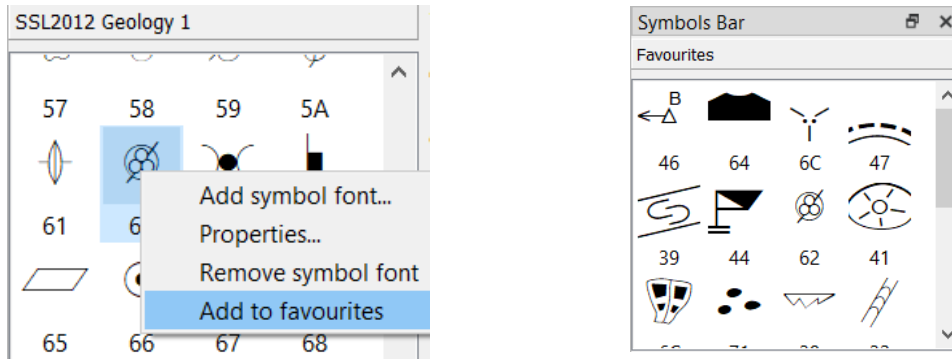 SSL2012 Geology 1
57 58 59 5A
61 6
Add symbol font...
Properties...
Remove symbol font
Add to favourites
65 66 67 68
Symbols Bar
Favourites
B
46 64 6C 47
39 44 62 41